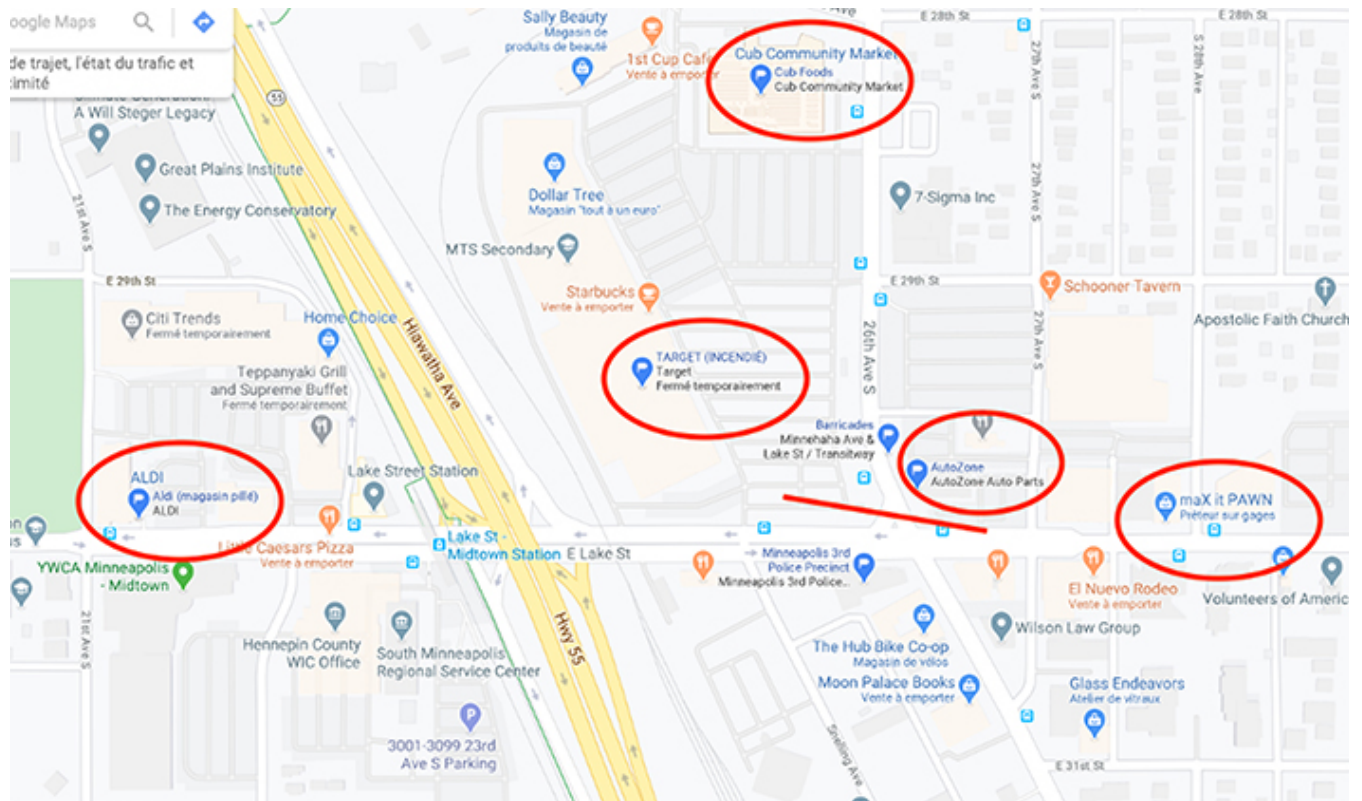 oogle Maps
de trajet, l'état du trafic et
ximité
A Will Steger Legacy
Great Plains Institute
The Energy Conservatory
21st Ave S
E 29th St
Citi Trends
Fermé temporairement
Home Choice
Teppanyaki Grill
and Supreme Buffet
Fermé temporairement
55
Hiawatha Ave
Sally Beauty
Magasin de
produits de beauté
1st Cup Café
Vente à emporter
Cub Community Market
Cub Foods
Cub Community Market
E 28th St
E 28th St
27th Ave S
S 28th Ave
Dollar Tree
Magasin "tout à un euro"
7-Sigma Inc
27th Ave S
MTS Secondary
Starbucks
Vente à emporter
E 29th St
Schooner Tavern
Apostolic Faith Church
26th Ave S
27th Ave S
TARGET (INCENDIÉ)
Target
Fermé temporairement
Barricades
Minnehaha Ave &
Lake St / Transitway
AutoZone
AutoZone Auto Parts
maX it PAWN
Prêteur sur gages
ALDI
Aldi (magasin pillé)
ALDI
Lake Street Station
Little Caesars Pizza
Vente à emporter
Lake St -
Midtown Station
E Lake St
YWCA Minneapolis
- Midtown
Minneapolis 3rd
Police Precinct
Minneapolis 3rd Police...
El Nuevo Rodeo
Vente à emporter
Volunteers of Americ
21st Ave S
Hennepin County
WIC Office
South Minneapolis
Regional Service Center
Hwy 55
The Hub Bike Co-op
Magasin de vélos
Wilson Law Group
Moon Palace Books
Vente à emporter
Glass Endeavors
Atelier de vitraux
P
3001-3099 23rd
Ave S Parking
Snelling Ave
E 31st St